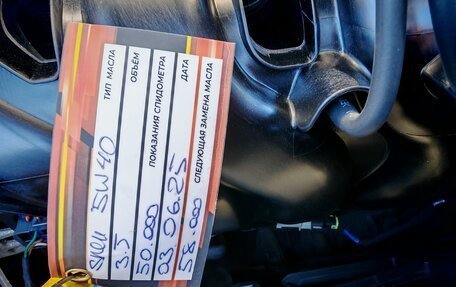 ТИП МАСЛА Shell 5W40
ОБЪЁМ 3.5
ПОКАЗАНИЯ СПИДОМЕТРА 50.000
ДАТА 03.06.25
СЛЕДУЮЩАЯ ЗАМЕНА МАСЛА 58.000